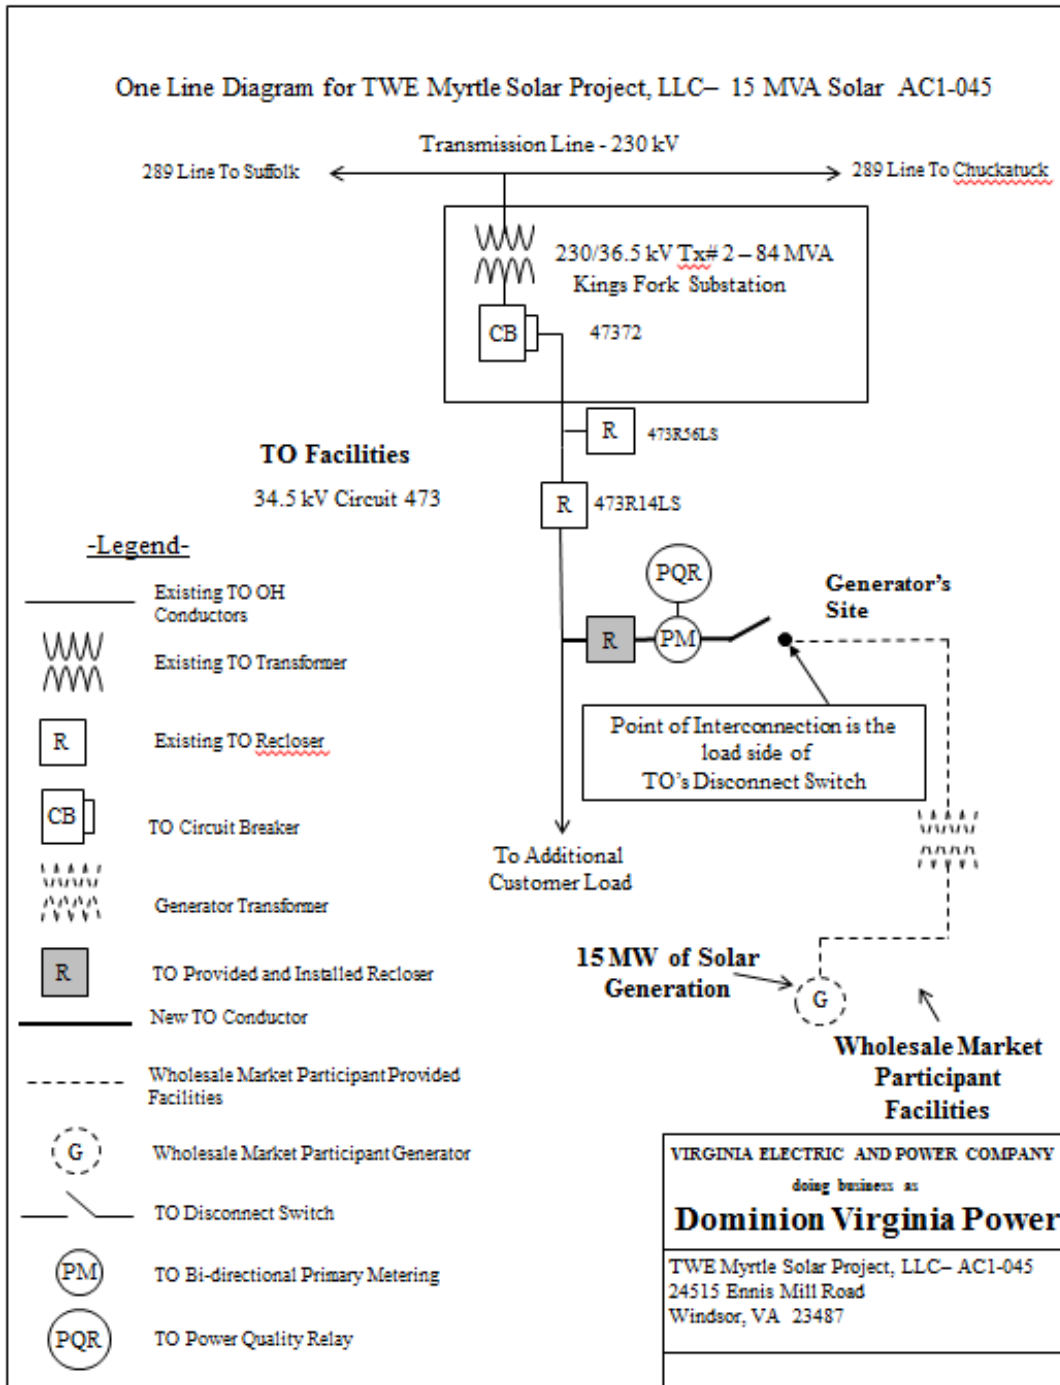 One Line Diagram for TWE Myrtle Solar Project, LLC– 15 MVA Solar AC1-045
Transmission Line - 230 kV
289 Line To Suffolk
289 Line To Chuckatuck
230/36.5 kV Tx# 2 – 84 MVA
Kings Fork Substation
CB
47372
R
473R56LS
TO Facilities
34.5 kV Circuit 473
R
473R14LS
-Legend-
PQR
Generator's
Site
R
PM
Existing TO OH
Conductors
Existing TO Transformer
Point of Interconnection is the
load side of
TO's Disconnect Switch
R
Existing TO Recloser
CB
TO Circuit Breaker
To Additional
Customer Load
Generator Transformer
15 MW of Solar
Generation
G
R
TO Provided and Installed Recloser
New TO Conductor
Wholesale Market
Participant
Facilities
Wholesale Market Participant Provided
Facilities
G
Wholesale Market Participant Generator
TO Disconnect Switch
PM
TO Bi-directional Primary Metering
PQR
TO Power Quality Relay
VIRGINIA ELECTRIC AND POWER COMPANY
doing business as
Dominion Virginia Power
TWE Myrtle Solar Project, LLC– AC1-045
24515 Ennis Mill Road
Windsor, VA 23487